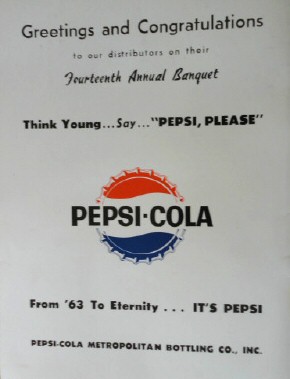 Greetings and Congratulations
to our distributors on their
Fourteenth Annual Banquet
Think Young...Say..."PEPSI, PLEASE"
PEPSI·COLA
From '63 To Eternity . . . IT'S PEPSI
PEPSI-COLA METROPOLITAN BOTTLING CO., INC.